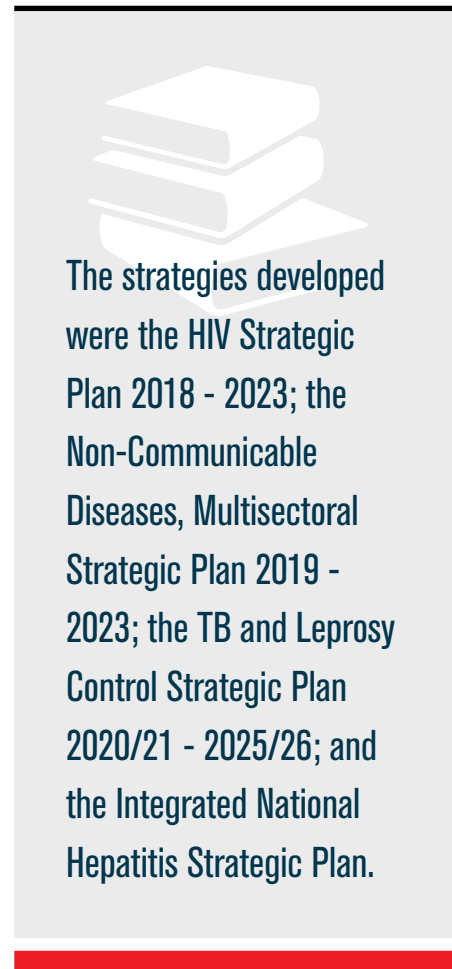 The strategies developed
were the HIV Strategic
Plan 2018 - 2023; the
Non-Communicable
Diseases, Multisectoral
Strategic Plan 2019 -
2023; the TB and Leprosy
Control Strategic Plan
2020/21 - 2025/26; and
the Integrated National
Hepatitis Strategic Plan.